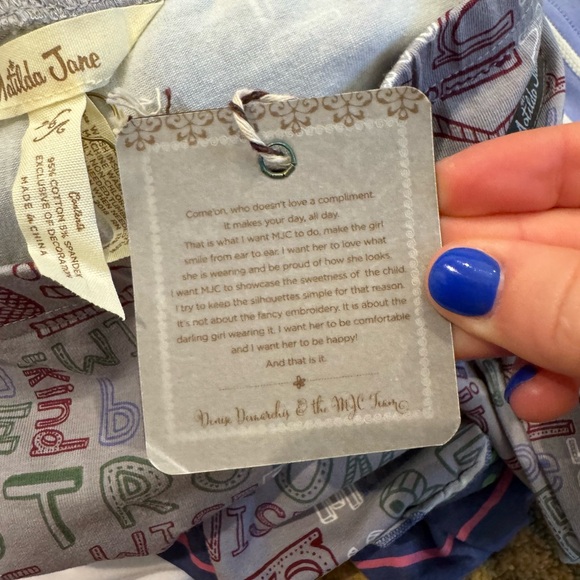 Matilda Jane
95% COTTON 5% SPANDEX
EXCLUSIVE OF DECORATION
MADE IN CHINA
Come'on, who doesn't love a compliment.
It makes your day, all day.
That is what I want MJC to do, make the girl
smile from ear to ear. I want her to love what
she is wearing and be proud of how she looks.
I want MJC to showcase the sweetness of the child.
I try to keep the silhouettes simple for that reason.
It's not about the fancy embroidery. It is about the
darling girl wearing it. I want her to be comfortable
and I want her to be happy!
And that is it.
Denise Demarchis & the MJC Team
kind
STRO